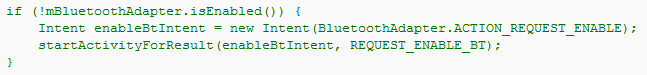 if (!mBluetoothAdapter.isEnabled()) {
    Intent enableBtIntent = new Intent(BluetoothAdapter.ACTION_REQUEST_ENABLE);
    startActivityForResult(enableBtIntent, REQUEST_ENABLE_BT);
}